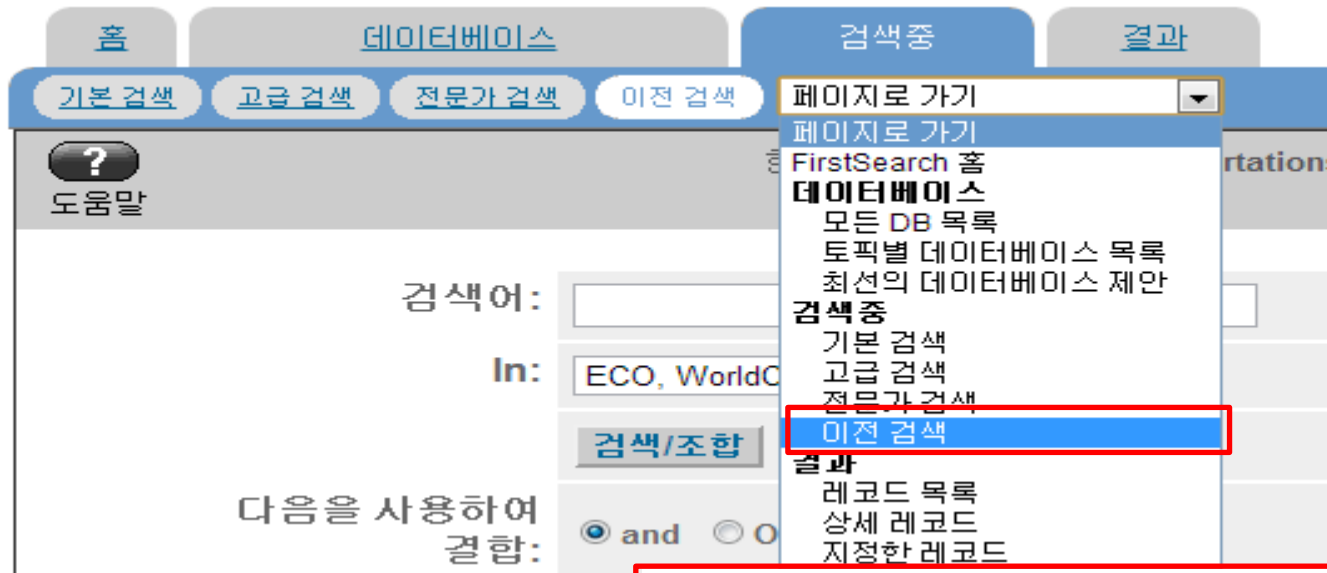 홈 데이터베이스 검색중 결과
기본 검색 고급 검색 전문가 검색 이전 검색 페이지로 가기
페이지로 가기
?
도움말
FirstSearch 홈
데이터베이스
모든 DB 목록
토픽별 데이터베이스 목록
최선의 데이터베이스 제안
검색중
기본 검색
고급 검색
전문가 검색
이전 검색
결과
레코드 목록
상세 레코드
지정한 레코드
검색어:
In: ECO,
검색/조합
다음을 사용하여
결합: and